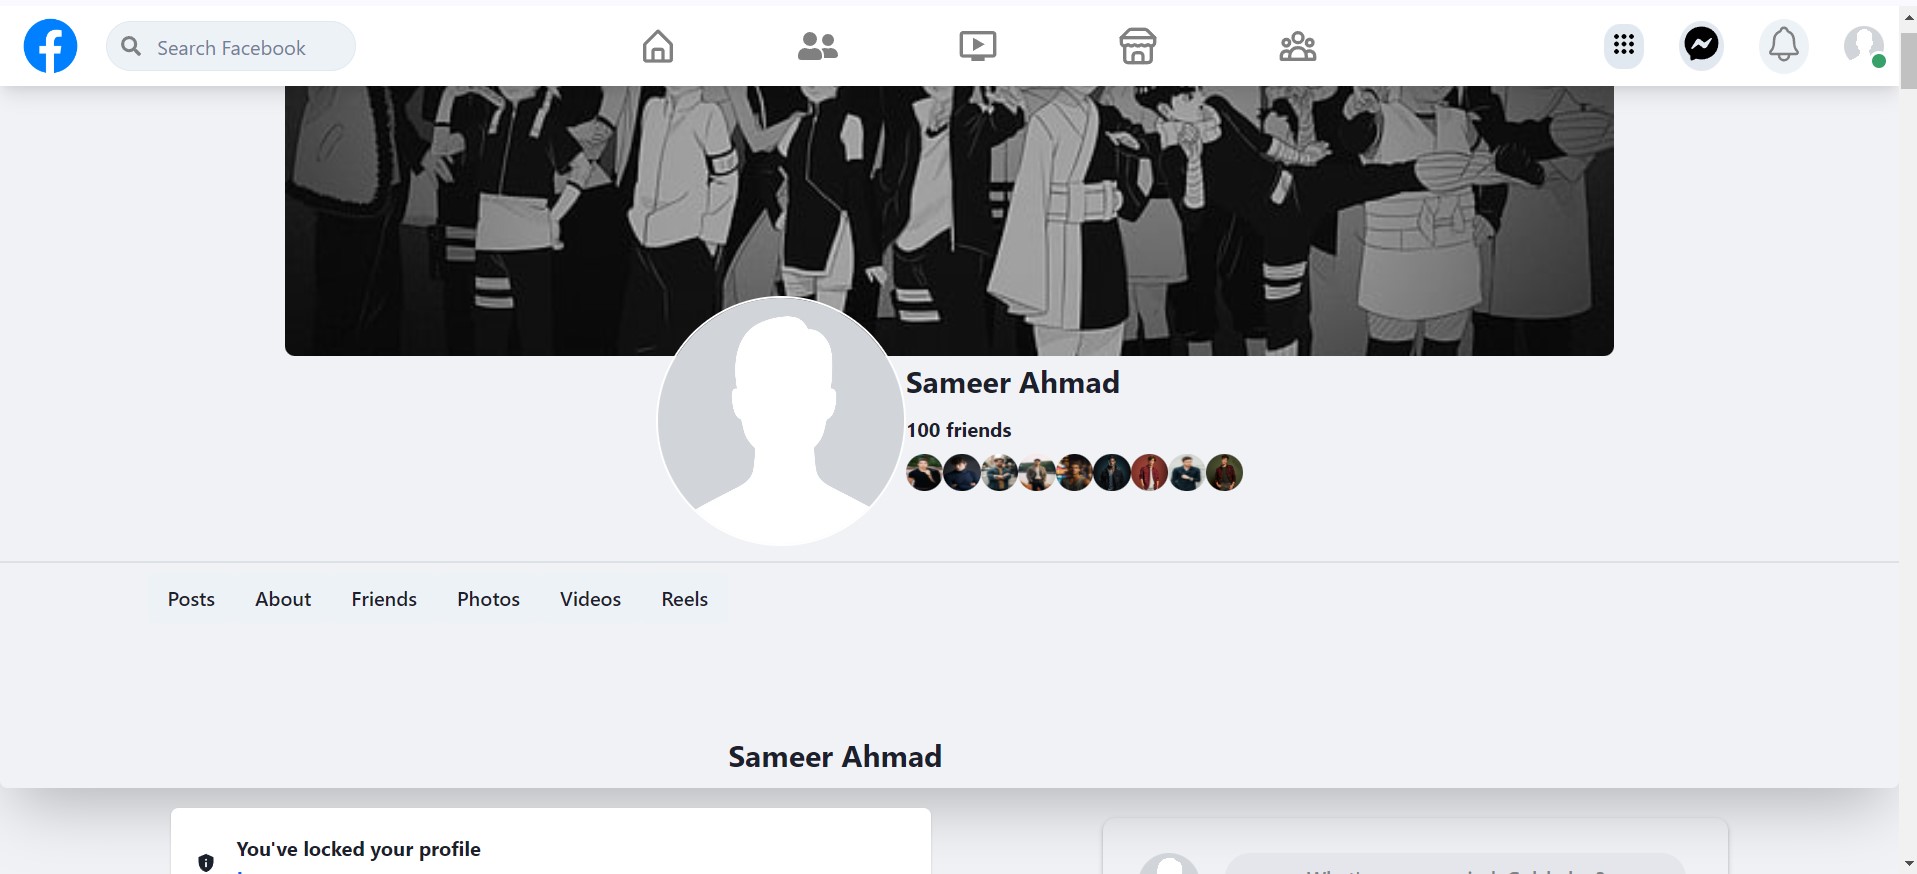 Search Facebook
Sameer Ahmad
100 friends
Posts About Friends Photos Videos Reels
Sameer Ahmad
You've locked your profile